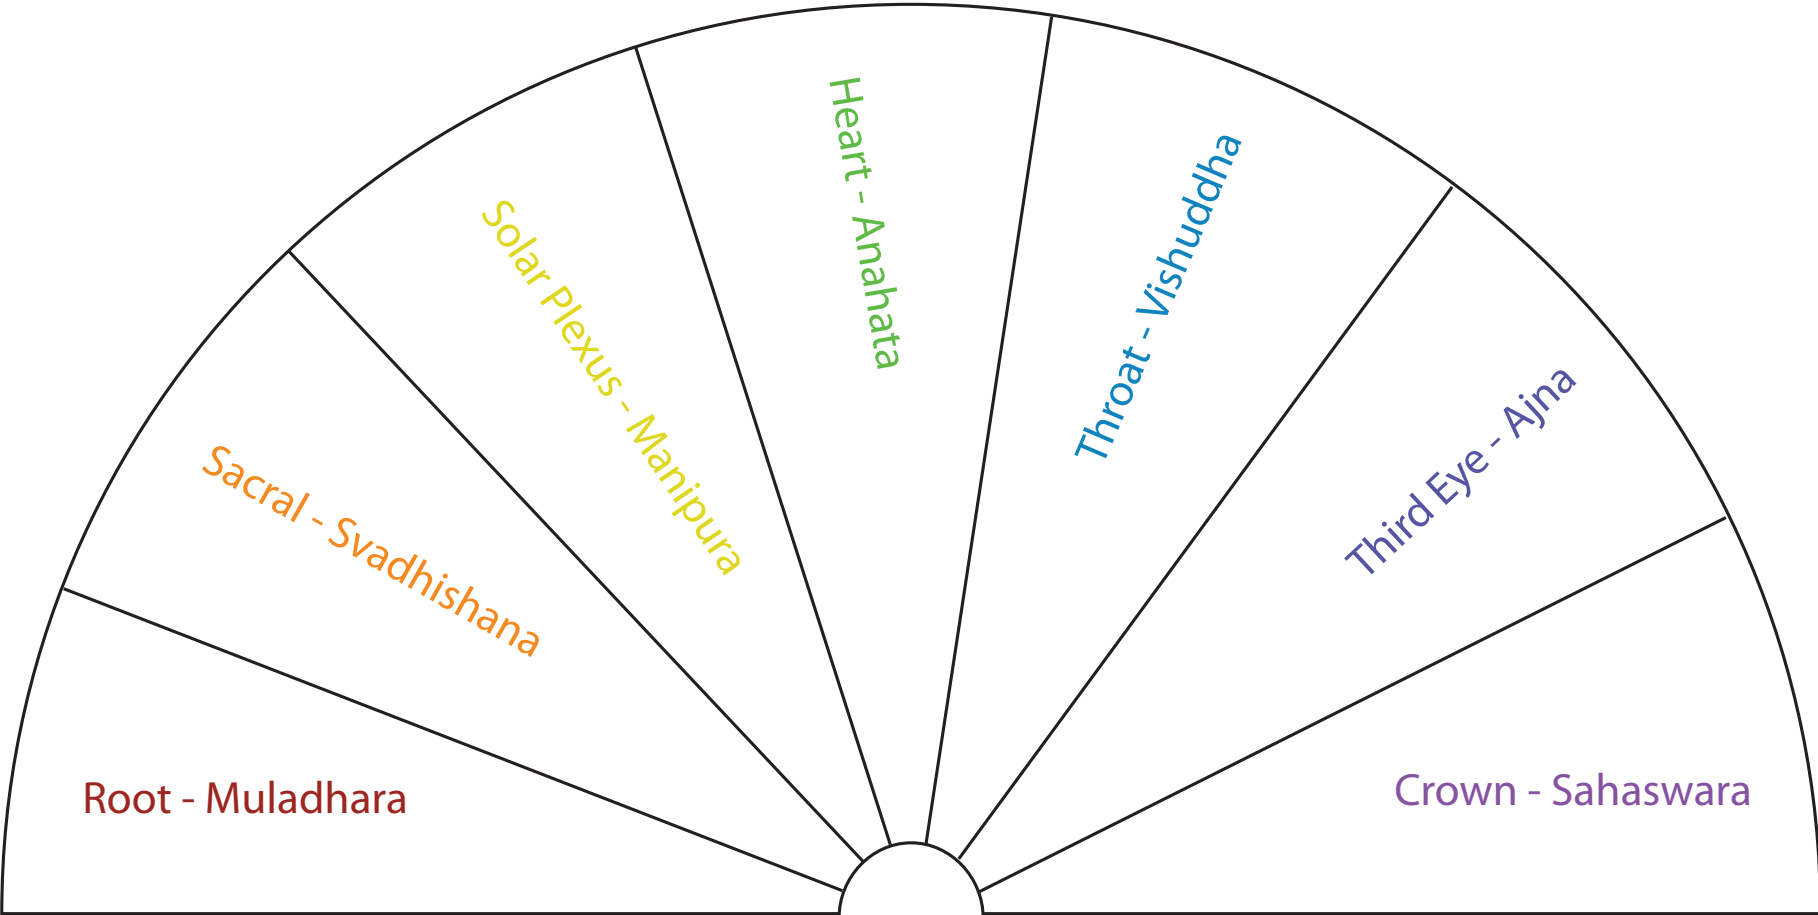 Root - Muladhara
Sacral - Svadhishana
Solar Plexus - Manipura
Heart - Anahata
Throat - Vishuddha
Third Eye - Ajna
Crown - Sahaswara